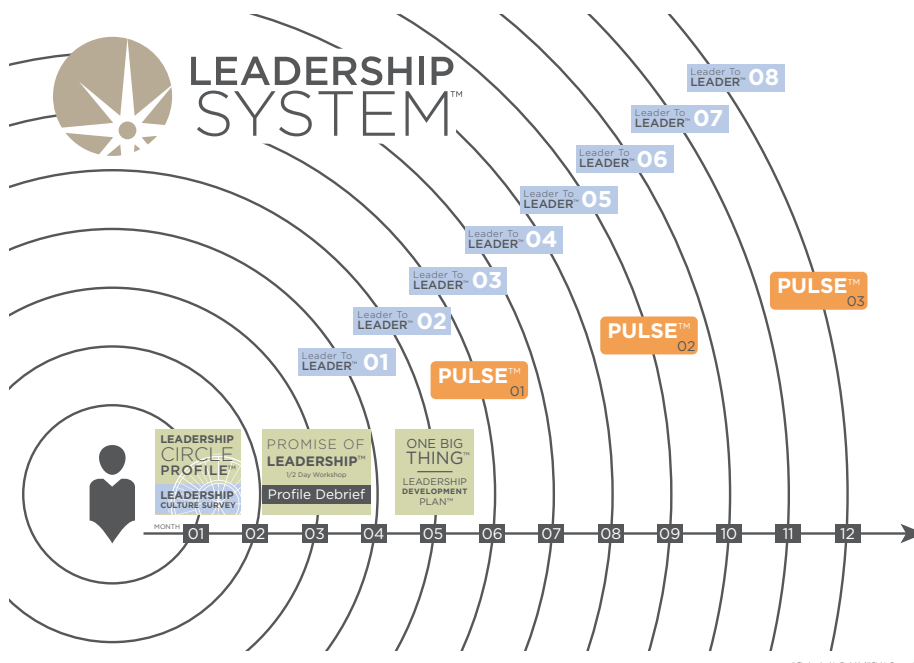 LEADERSHIP
SYSTEM™
Leader To
LEADER™ 08
Leader To
LEADER™ 07
Leader To
LEADER™ 06
Leader To
LEADER™ 05
Leader To
LEADER™ 04
Leader To
LEADER™ 03
Leader To
LEADER™ 02
Leader To
LEADER™ 01
PULSE™
03
PULSE™
02
PULSE™
01
LEADERSHIP
CIRCLE
PROFILE™
LEADERSHIP
CULTURE SURVEY
PROMISE OF
LEADERSHIP™
1/2 Day Workshop
Profile Debrief
ONE BIG
THING™
LEADERSHIP
DEVELOPMENT
PLAN™
MONTH 01 02 03 04 05 06 07 08 09 10 11 12